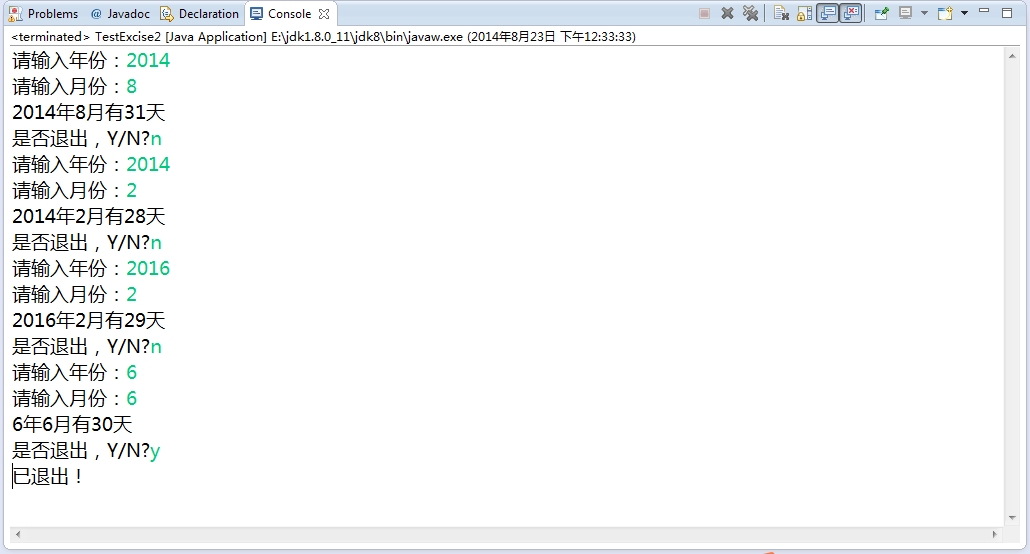 Problems @ Javadoc Declaration Console
<terminated> TestExcise2 [Java Application] E:\jdk1.8.0_11\jdk8\bin\javaw.exe (2014年8月23日 下午12:33:33)
请输入年份：2014
请输入月份：8
2014年8月有31天
是否退出，Y/N?n
请输入年份：2014
请输入月份：2
2014年2月有28天
是否退出，Y/N?n
请输入年份：2016
请输入月份：2
2016年2月有29天
是否退出，Y/N?n
请输入年份：6
请输入月份：6
6年6月有30天
是否退出，Y/N?y
已退出！